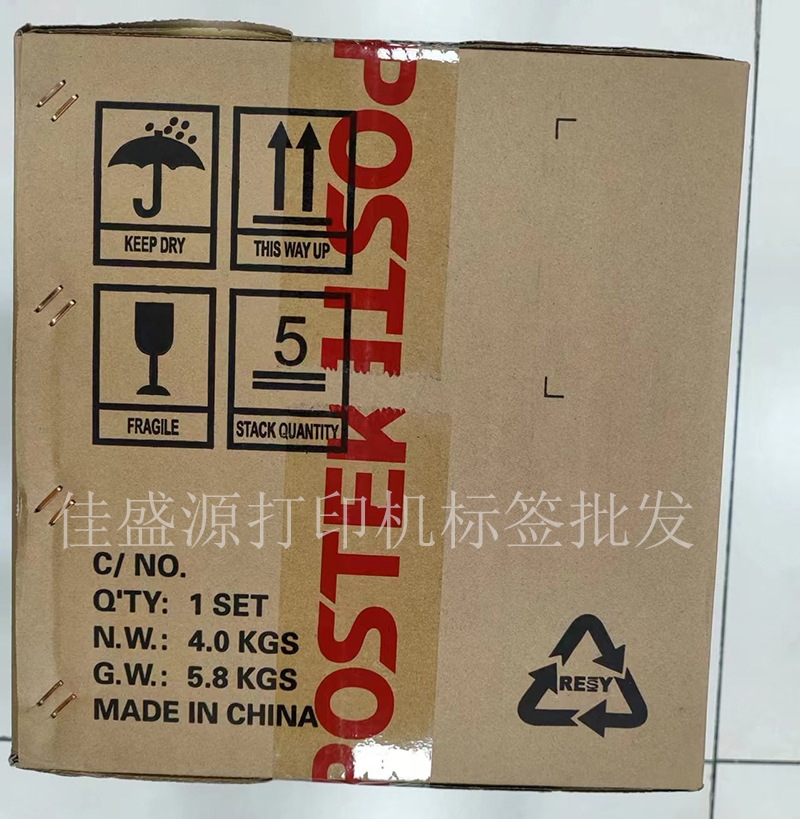 KEEP DRY
THIS WAY UP
FRAGILE
5
STACK QUANTITY
POSTEK
POSTEK
佳盛源打印机标签批发
C/ NO.
Q'TY: 1 SET
N.W.: 4.0 KGS
G.W.: 5.8 KGS
MADE IN CHINA
RESY